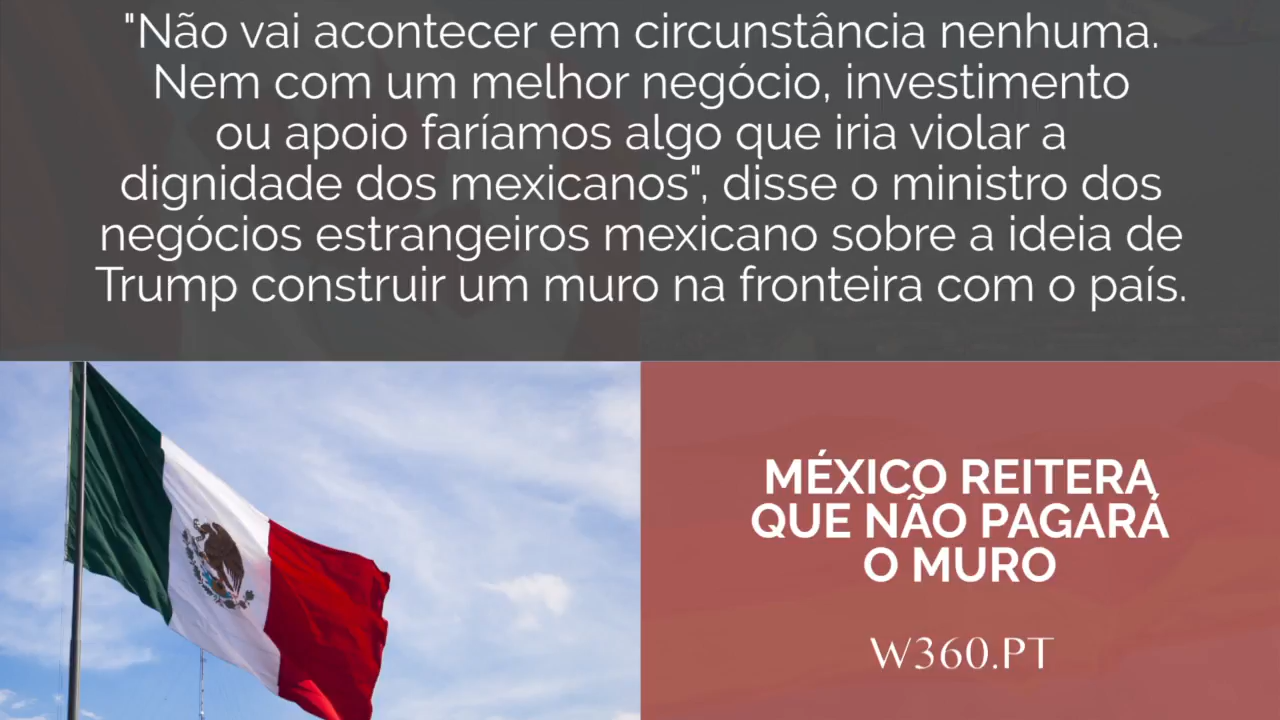 "Não vai acontecer em circunstância nenhuma.
Nem com um melhor negócio, investimento
ou apoio faríamos algo que iria violar a
dignidade dos mexicanos", disse o ministro dos
negócios estrangeiros mexicano sobre a ideia de
Trump construir um muro na fronteira com o país.
MÉXICO REITERA
QUE NÃO PAGARÁ
O MURO
W360.PT